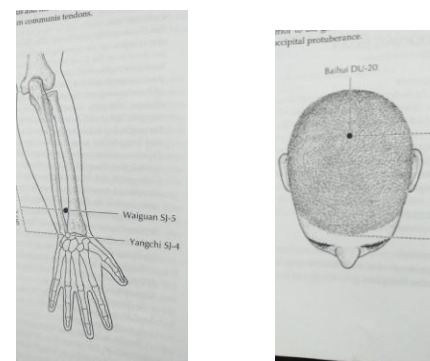 m communis tendons.
Waiguan SJ-5
Yangchi SJ-4
occipital protuberance.
Baihui DU-20